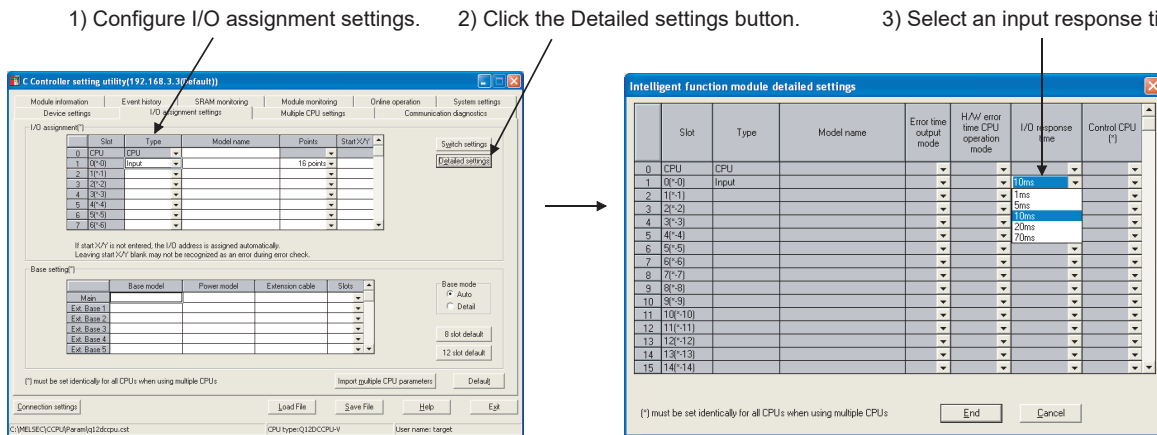 1) Configure I/O assignment settings.
2) Click the Detailed settings button.
3) Select an input response ti
C Controller setting utility(192.168.3.3(Default))
Module information Event history SRAM monitoring Module monitoring Online operation System settings
Device settings I/O assignment settings Multiple CPU settings Communication diagnostics
I/O assignment(*)
Slot Type Model name Points Start X/Y
0 CPU CPU
1 0(*-0) Input 16 points
2 1(*-1)
3 2(*-2)
4 3(*-3)
5 4(*-4)
6 5(*-5)
7 6(*-6)
Switch settings
Detailed settings
If start X/Y is not entered, the I/O address is assigned automatically.
Leaving start X/Y blank may not be recognized as an error during error check.
Base setting(*)
Base model Power model Extension cable Slots
Main
Ext. Base 1
Ext. Base 2
Ext. Base 3
Ext. Base 4
Ext. Base 5
Base mode
Auto
Detail
8 slot default
12 slot default
(*) must be set identically for all CPUs when using multiple CPUs
Import multiple CPU parameters Default
Connection settings Load File Save File Help Exit
C:\MELSEC\CCPU\Param\q12dccpu.cst CPU type:Q12DCCPU-V User name: target
Intelligent function module detailed settings
Slot Type Model name Error time output mode H/W error time CPU operation mode I/O response time Control CPU (*)
0 CPU CPU
1 0(*-0) Input 10ms
2 1(*-1)
3 2(*-2)
4 3(*-3)
5 4(*-4)
6 5(*-5)
7 6(*-6)
8 7(*-7)
9 8(*-8)
10 9(*-9)
11 10(*-10)
12 11(*-11)
13 12(*-12)
14 13(*-13)
15 14(*-14)
1ms
5ms
10ms
20ms
70ms
(*) must be set identically for all CPUs when using multiple CPUs
End Cancel